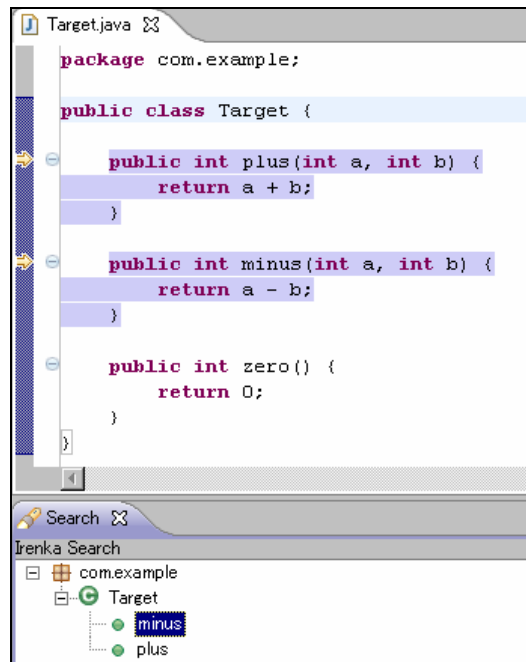 Target.java
package com.example;
public class Target {
public int plus(int a, int b) {
return a + b;
}
public int minus(int a, int b) {
return a - b;
}
public int zero() {
return 0;
}
}
Search
Irenka Search
com.example
Target
minus
plus